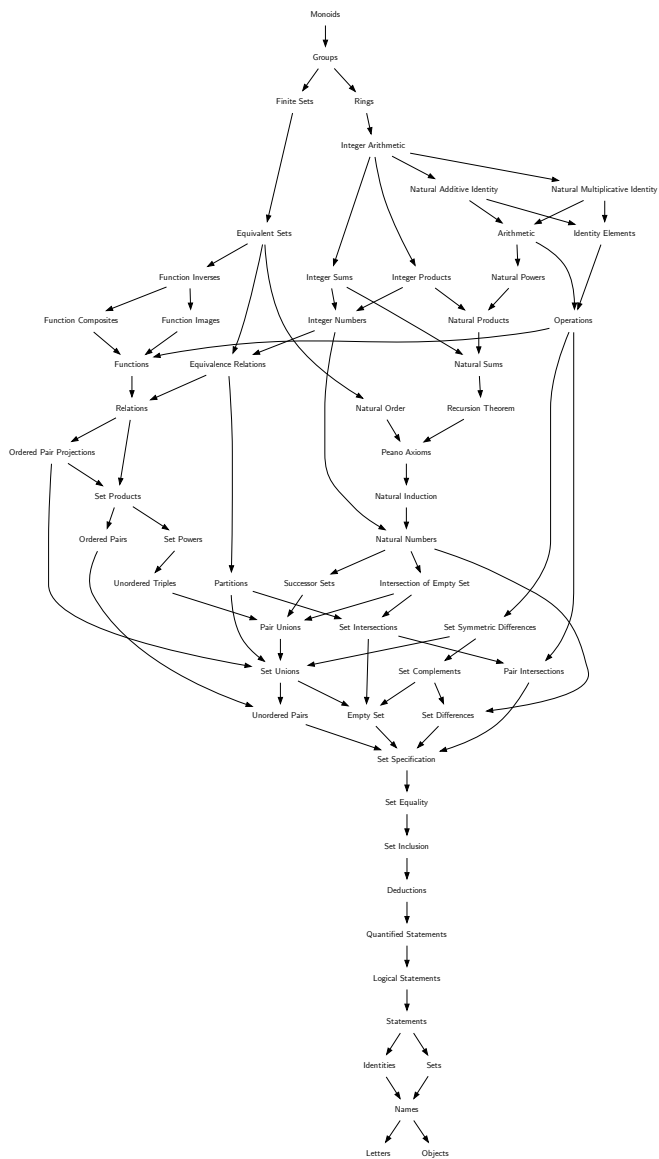 Monoids
Groups
Finite Sets
Rings
Integer Arithmetic
Natural Additive Identity
Natural Multiplicative Identity
Equivalent Sets
Arithmetic
Identity Elements
Function Inverses
Integer Sums
Integer Products
Natural Powers
Function Composites
Function Images
Integer Numbers
Natural Products
Operations
Functions
Equivalence Relations
Natural Sums
Relations
Natural Order
Recursion Theorem
Ordered Pair Projections
Peano Axioms
Set Products
Natural Induction
Ordered Pairs
Set Powers
Natural Numbers
Unordered Triples
Partitions
Successor Sets
Intersection of Empty Set
Pair Unions
Set Intersections
Set Symmetric Differences
Set Unions
Set Complements
Pair Intersections
Unordered Pairs
Empty Set
Set Differences
Set Specification
Set Equality
Set Inclusion
Deductions
Quantified Statements
Logical Statements
Statements
Identities
Sets
Names
Letters
Objects